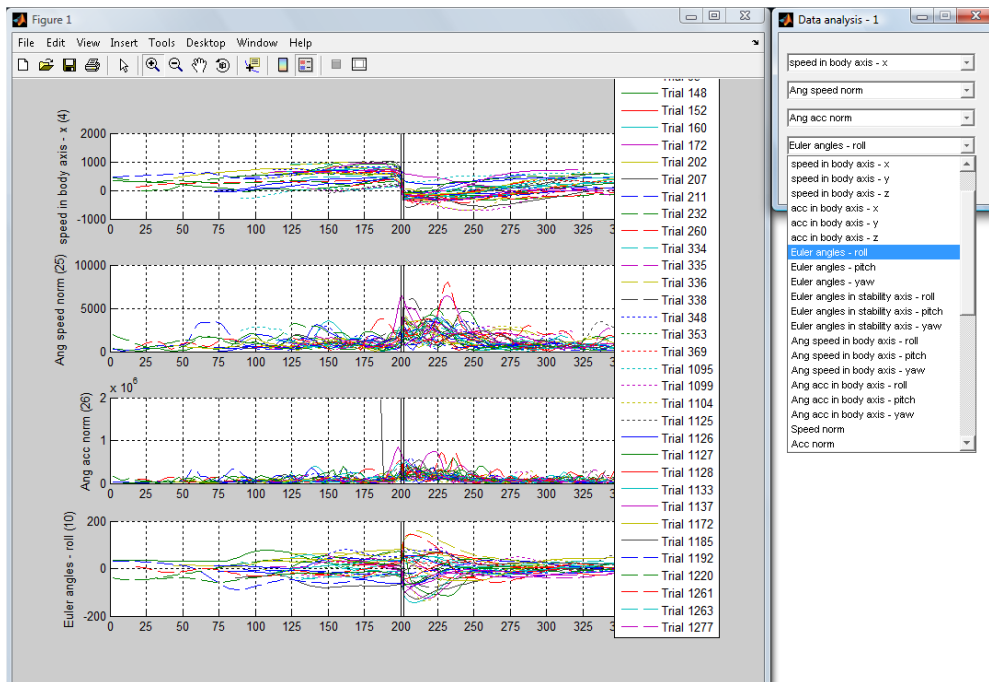 Figure 1
File Edit View Insert Tools Desktop Window Help
speed in body axis - x (4)
2000
1000
0
-1000
0 25 50 75 100 125 150 175 200 225 250 275 300 325
Ang speed norm (25)
10000
5000
0
0 25 50 75 100 125 150 175 200 225 250 275 300 325
Ang acc norm (26)
x 10^6
2
1
0
0 25 50 75 100 125 150 175 200 225 250 275 300 325
Euler angles - roll (10)
200
0
-200
0 25 50 75 100 125 150 175 200 225 250 275 300 325
Trial 148
Trial 152
Trial 160
Trial 172
Trial 202
Trial 207
Trial 211
Trial 232
Trial 260
Trial 334
Trial 335
Trial 336
Trial 338
Trial 348
Trial 353
Trial 369
Trial 1095
Trial 1099
Trial 1104
Trial 1125
Trial 1126
Trial 1127
Trial 1128
Trial 1133
Trial 1137
Trial 1172
Trial 1185
Trial 1192
Trial 1220
Trial 1261
Trial 1263
Trial 1277
Data analysis - 1
speed in body axis - x
Ang speed norm
Ang acc norm
Euler angles - roll
speed in body axis - x
speed in body axis - y
speed in body axis - z
acc in body axis - x
acc in body axis - y
acc in body axis - z
Euler angles - roll
Euler angles - pitch
Euler angles - yaw
Euler angles in stability axis - roll
Euler angles in stability axis - pitch
Euler angles in stability axis - yaw
Ang speed in body axis - roll
Ang speed in body axis - pitch
Ang speed in body axis - yaw
Ang acc in body axis - roll
Ang acc in body axis - pitch
Ang acc in body axis - yaw
Speed norm
Acc norm